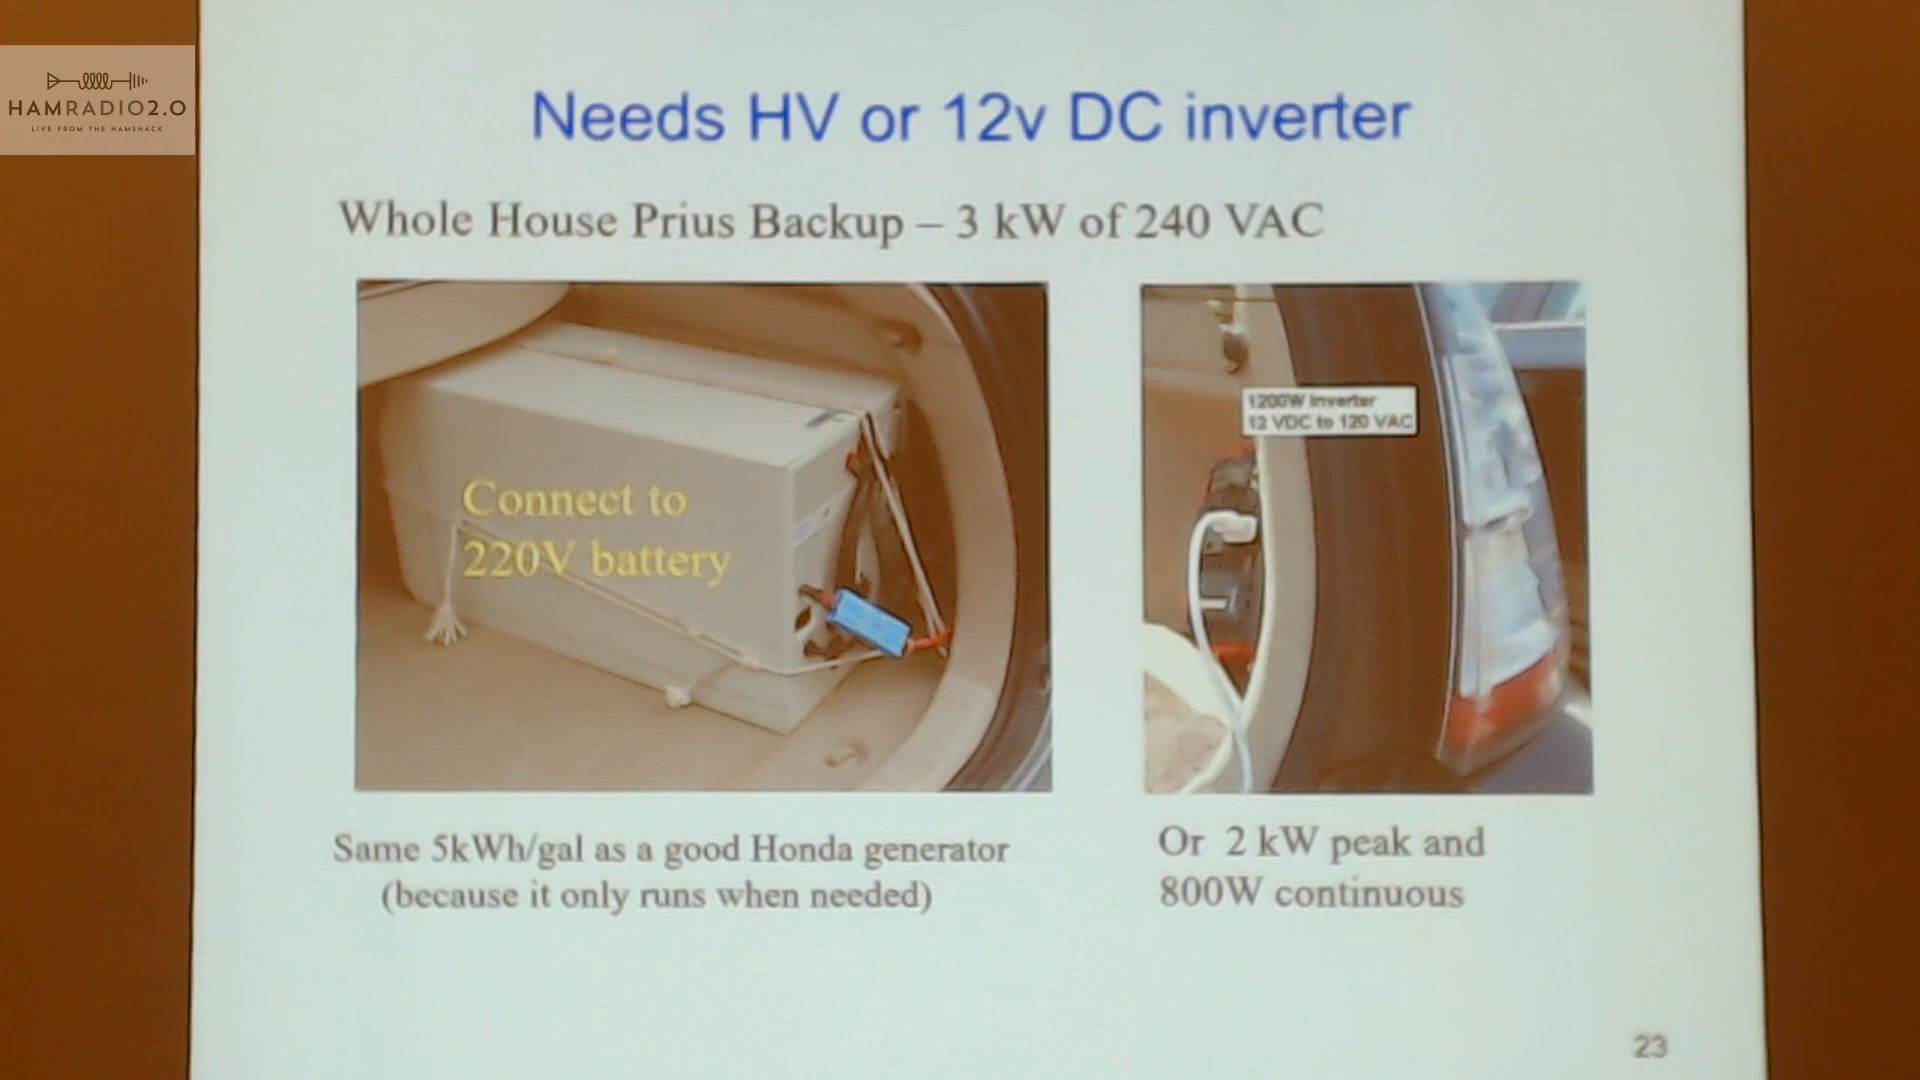 HAMRADIO2.0
LIVE FROM THE HAMSHACK
Needs HV or 12v DC inverter
Whole House Prius Backup – 3 kW of 240 VAC
Connect to
220V battery
1200W Inverter
12 VDC to 120 VAC
Same 5kWh/gal as a good Honda generator
(because it only runs when needed)
Or 2 kW peak and
800W continuous
23